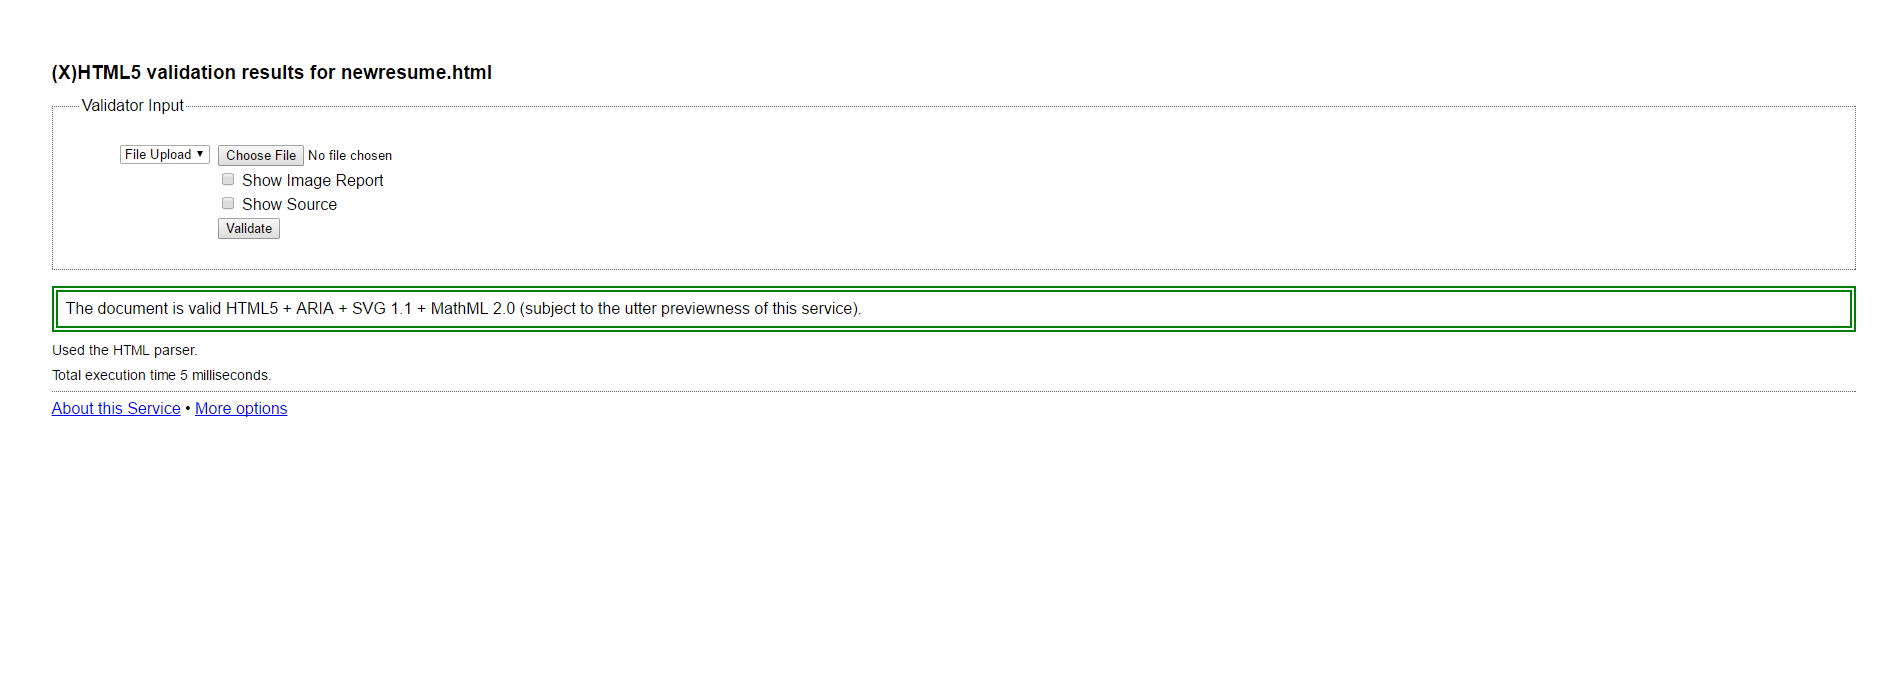 (X)HTML5 validation results for newresume.html
Validator Input
File Upload Choose File No file chosen
Show Image Report
Show Source
Validate
The document is valid HTML5 + ARIA + SVG 1.1 + MathML 2.0 (subject to the utter previewness of this service).
Used the HTML parser.
Total execution time 5 milliseconds.
About this Service • More options